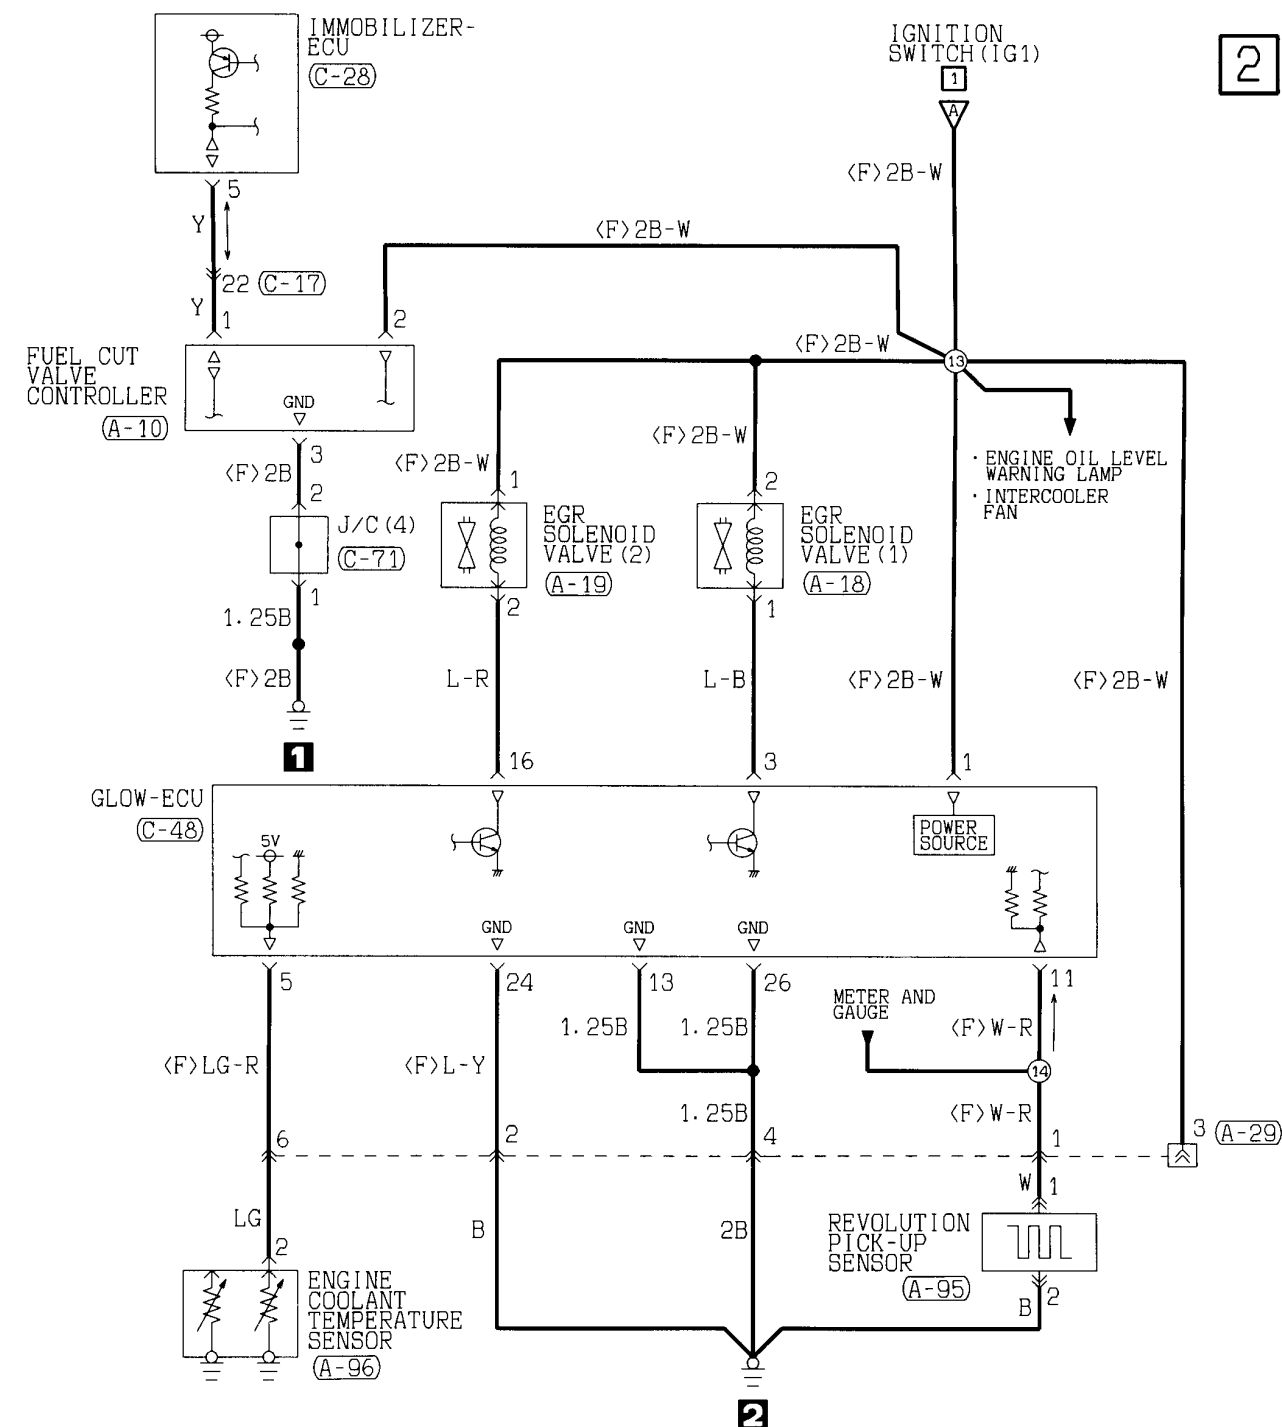 IMMOBILIZER-
ECU
(C-28)
IGNITION
SWITCH(IG1)
1
A
2
<F>2B-W
5
Y
<F>2B-W
22 (C-17)
Y
1
2
<F>2B-W
13
FUEL CUT
VALVE
CONTROLLER
(A-10)
GND
3
<F>2B
<F>2B-W
1
<F>2B-W
2
· ENGINE OIL LEVEL
WARNING LAMP
· INTERCOOLER
FAN
2
J/C(4)
(C-71)
EGR
SOLENOID
VALVE(2)
(A-19)
EGR
SOLENOID
VALVE(1)
(A-18)
1
1.25B
2
1
<F>2B
L-R
L-B
<F>2B-W
<F>2B-W
1
16
3
1
GLOW-ECU
(C-48)
5V
POWER
SOURCE
GND
GND
GND
5
24
13
26
11
METER AND
GAUGE
1.25B
1.25B
<F>W-R
<F>LG-R
<F>L-Y
14
1.25B
<F>W-R
6
2
4
1
3 (A-29)
W
1
LG
B
2B
REVOLUTION
PICK-UP
SENSOR
(A-95)
2
2
B
ENGINE
COOLANT
TEMPERATURE
SENSOR
(A-96)
2